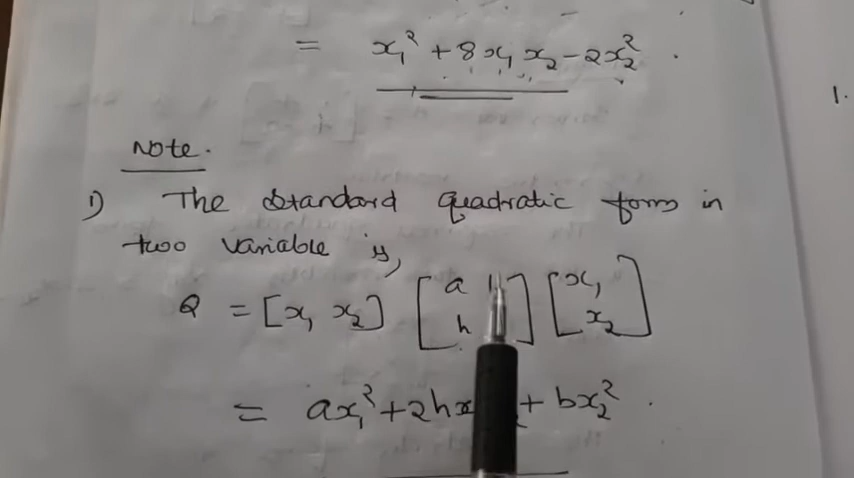 = x₁² + 8x₁x₂ - 2x₂².
1.
Note.
1) The standard quadratic form in
two variable is,
Q = [x₁ x₂] [a
h ] [x₁
x₂]
= ax₁² + 2hx + bx₂².